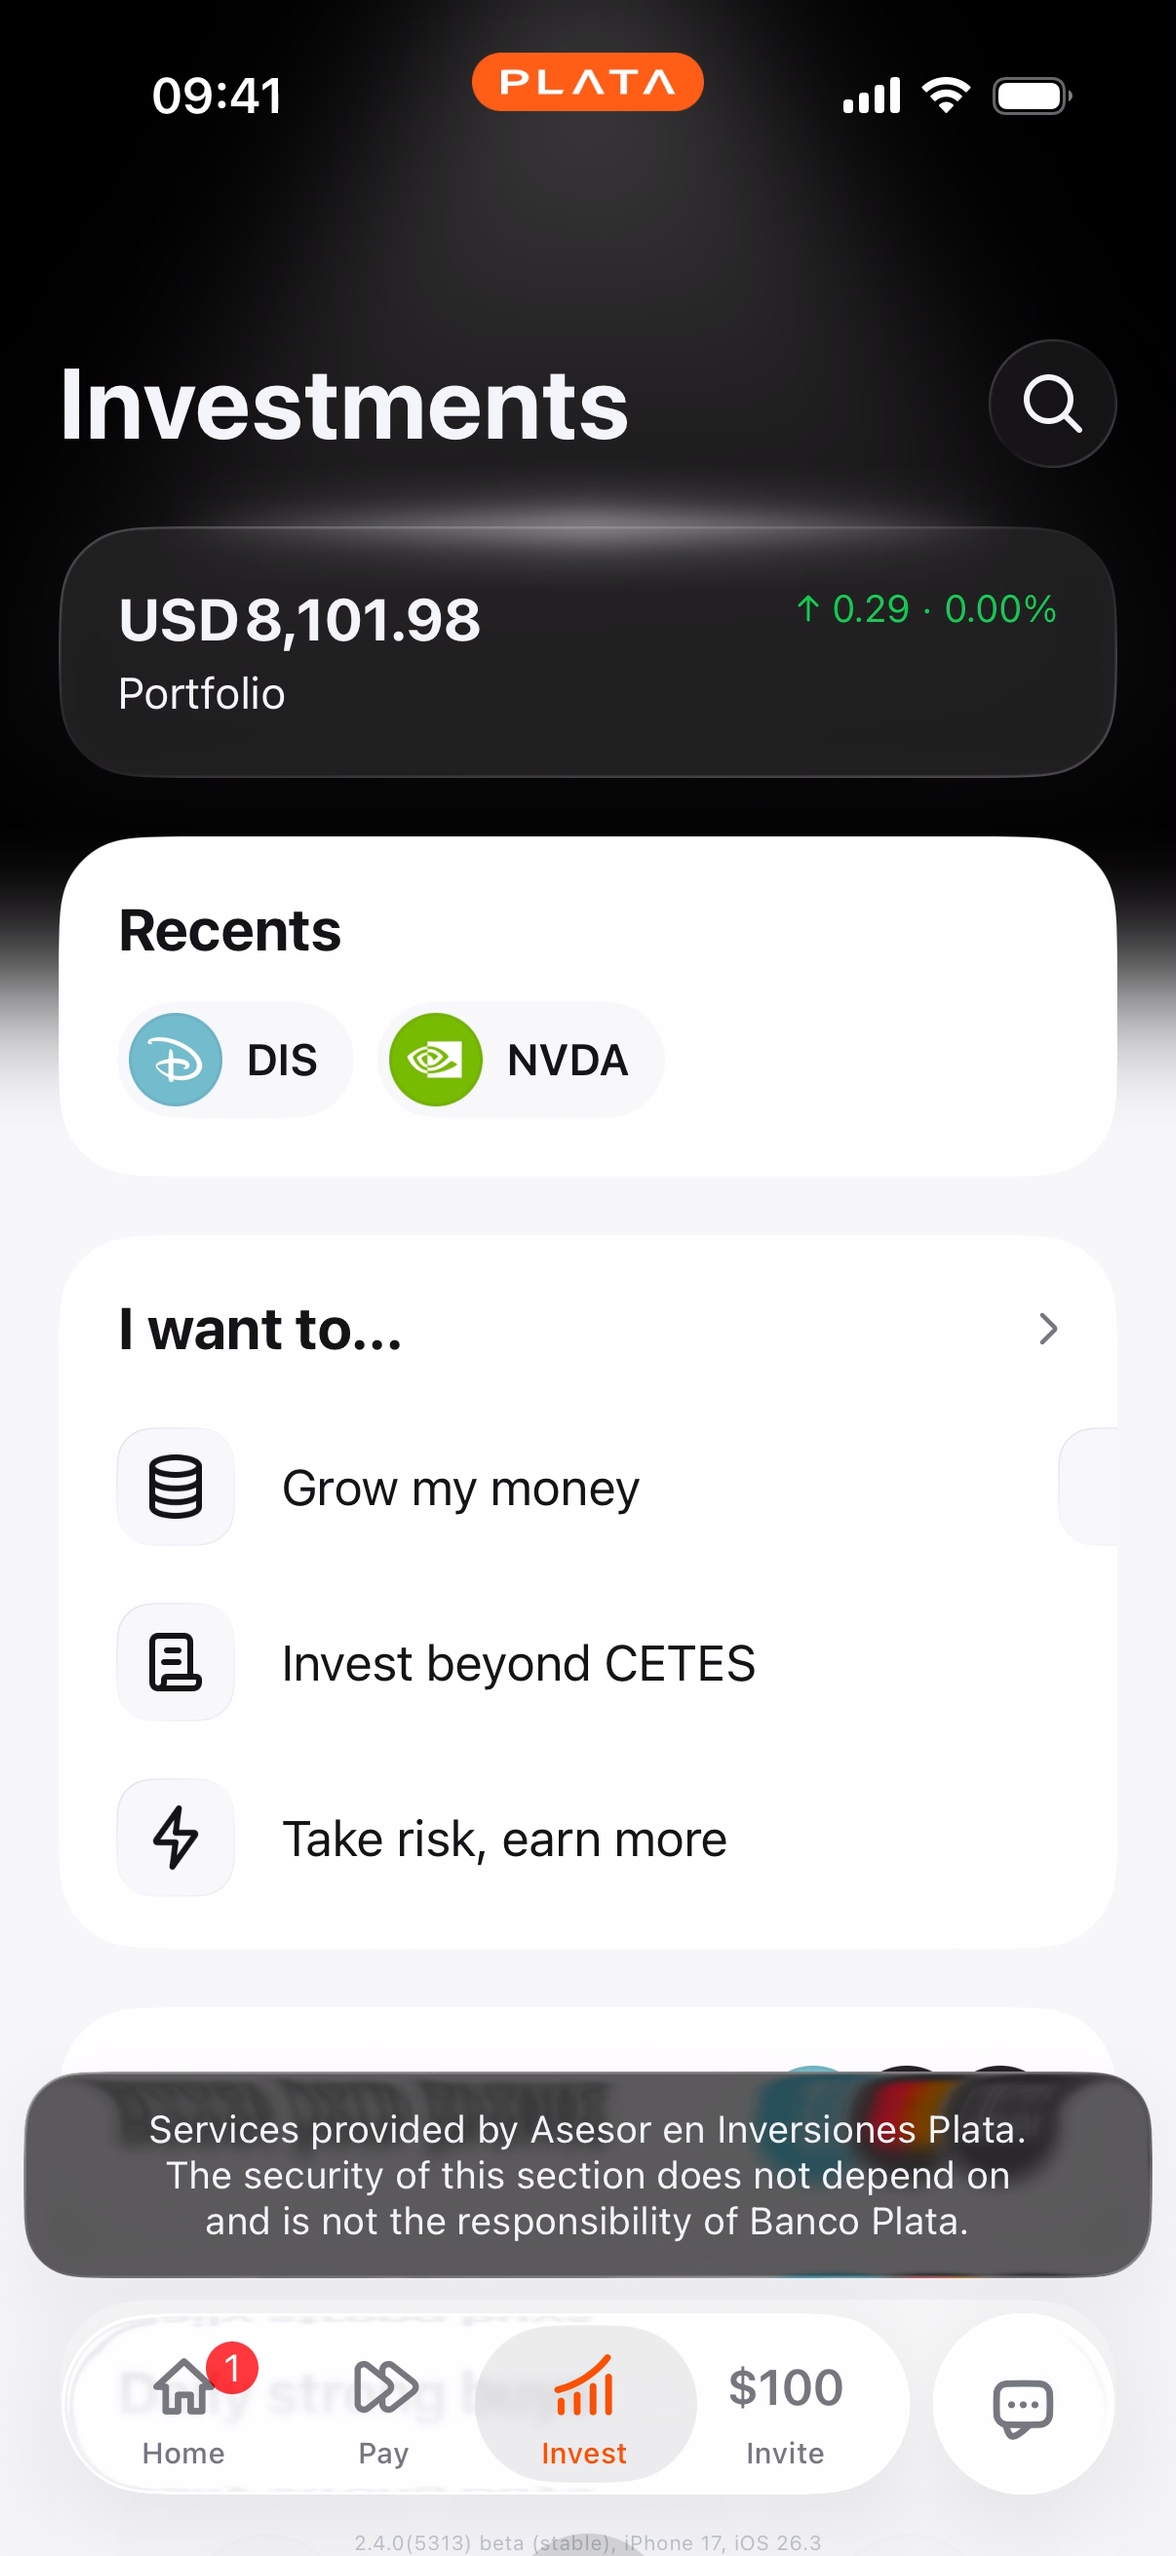 09:41
PLATA
Investments
USD 8,101.98
↑ 0.29 · 0.00%
Portfolio
Recents
DIS
NVDA
I want to...
Grow my money
Invest beyond CETES
Take risk, earn more
Services provided by Asesor en Inversiones Plata.
The security of this section does not depend on
and is not the responsibility of Banco Plata.
1
$100
Home
Pay
Invest
Invite
2.4.0(5313) beta (stable), iPhone 17, iOS 26.3